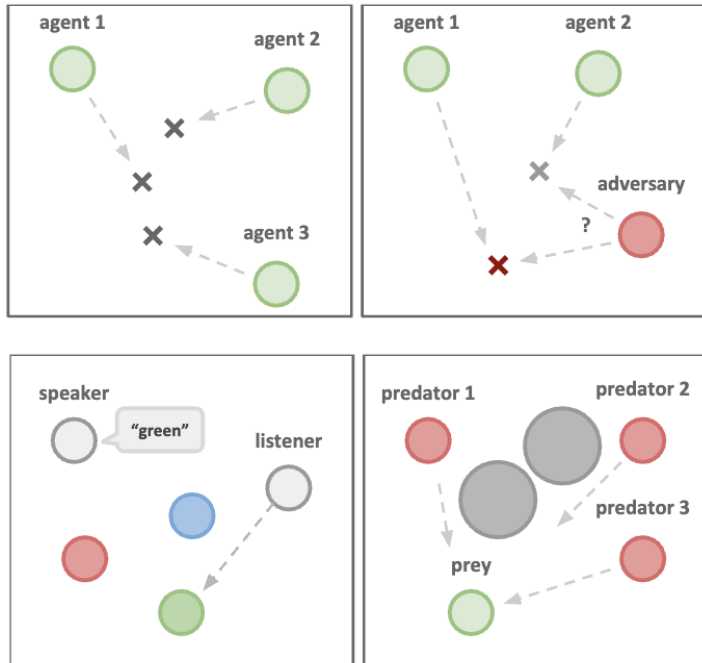 agent 1
agent 2
agent 3
agent 1
agent 2
adversary
?
speaker
"green"
listener
predator 1
predator 2
predator 3
prey